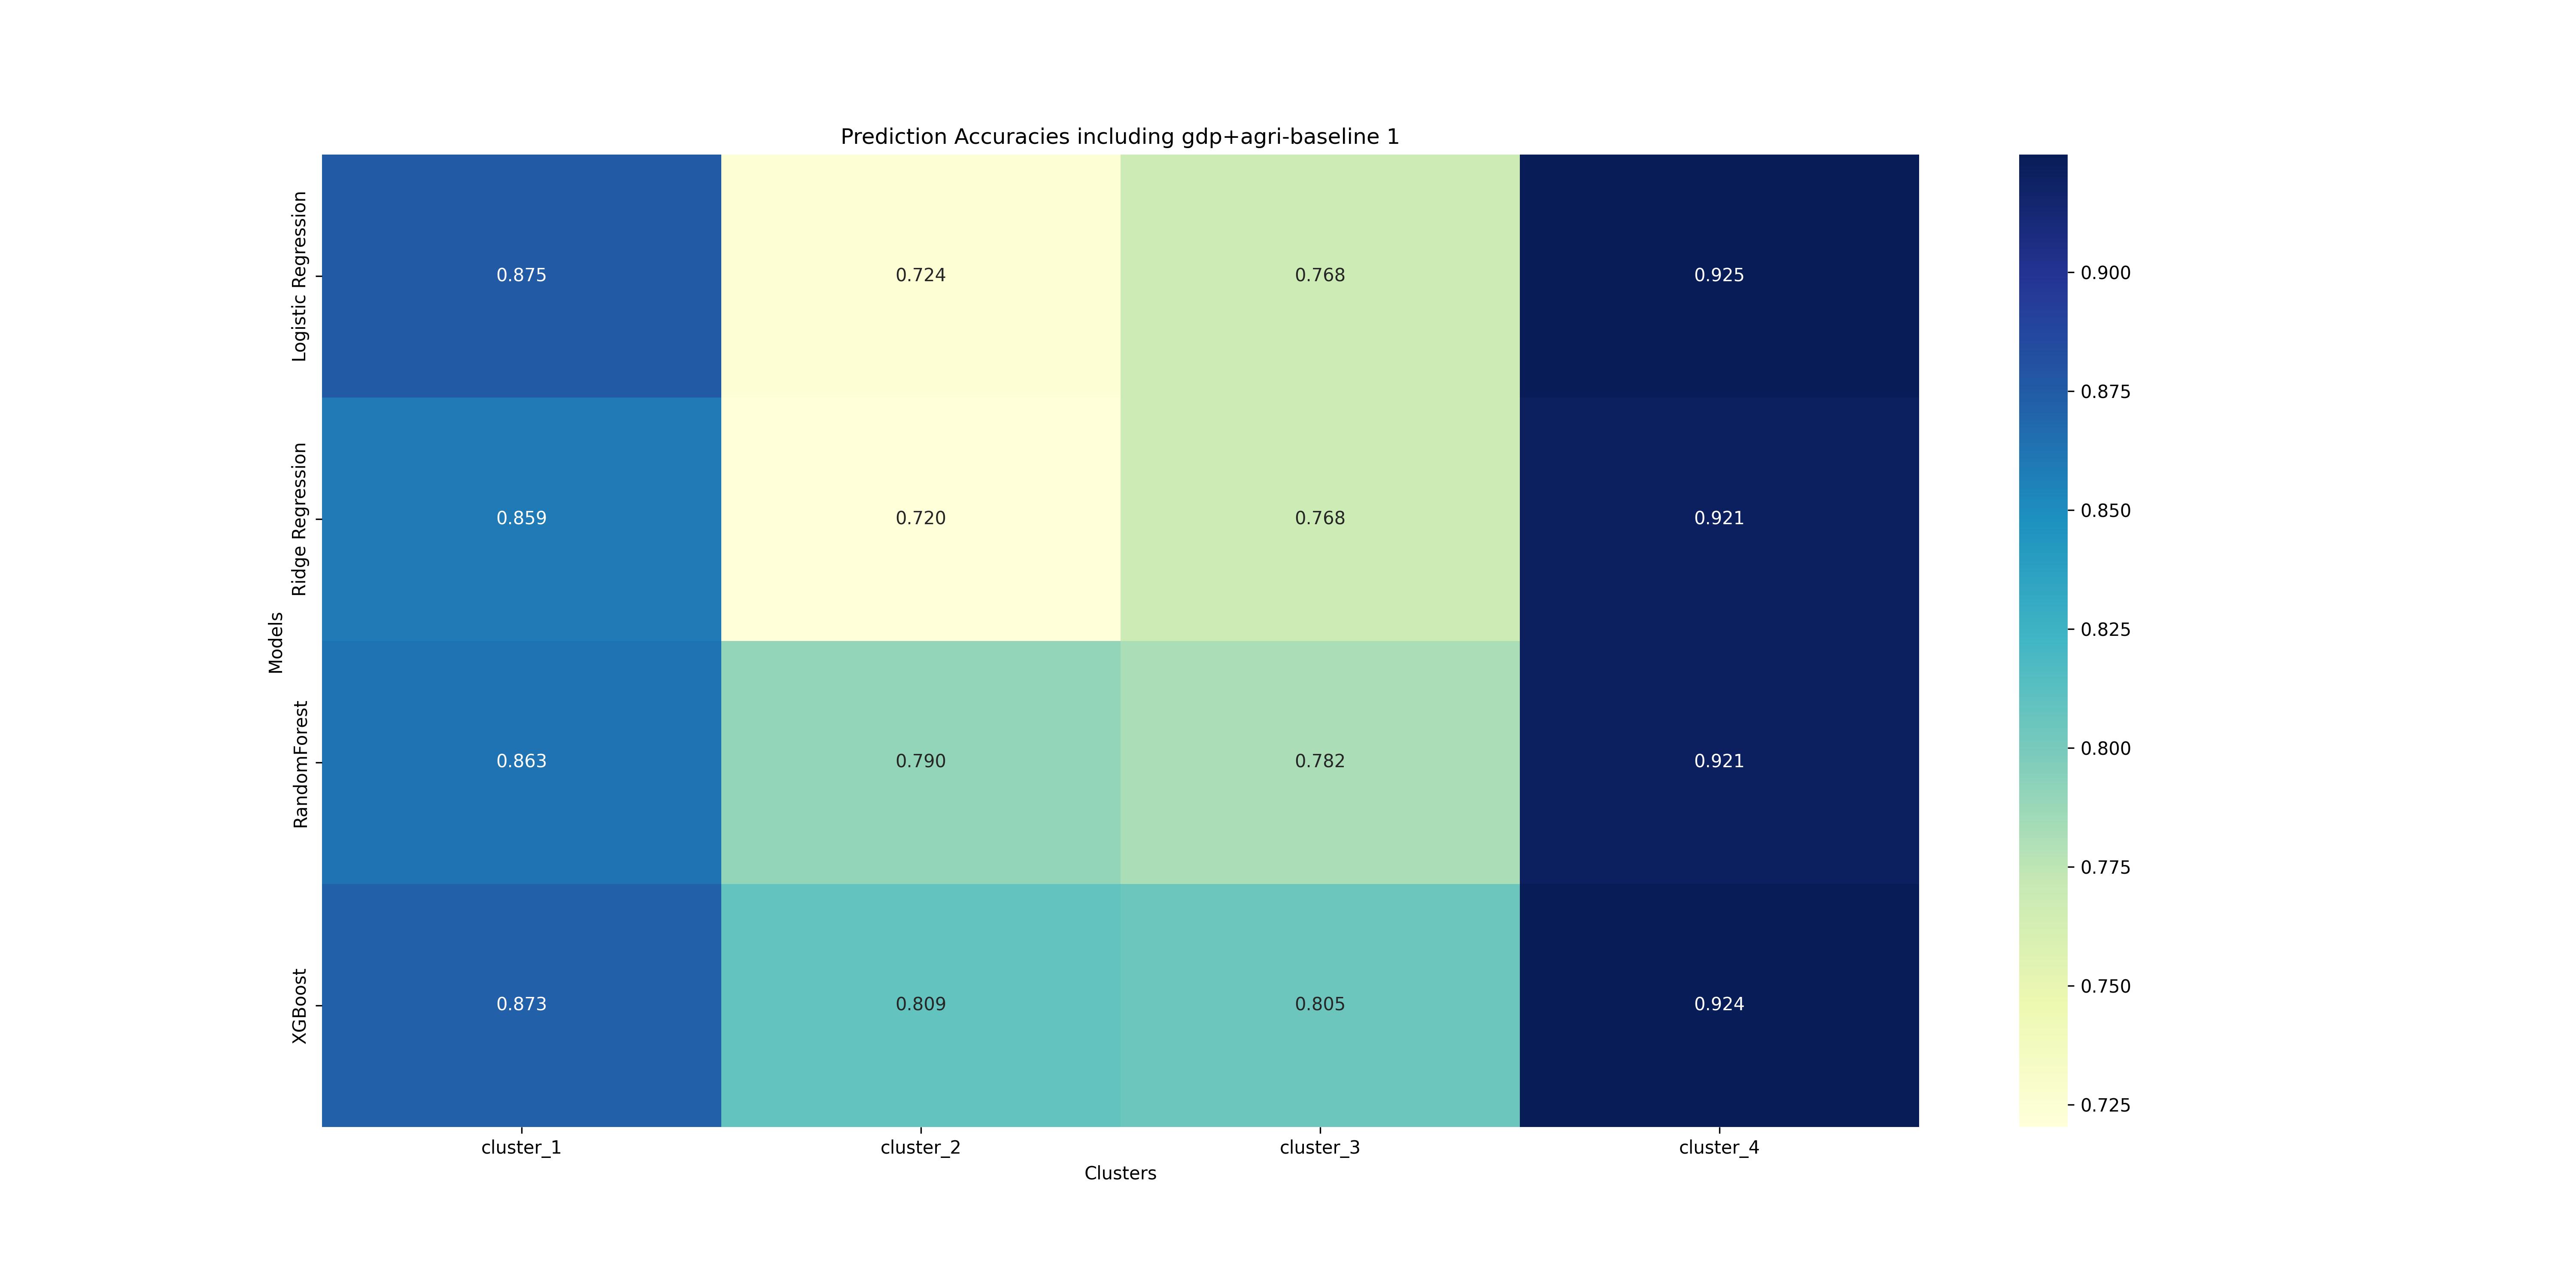 Prediction Accuracies including gdp+agri-baseline 1
Models
Logistic Regression
0.875 0.724 0.768 0.925
Ridge Regression
0.859 0.720 0.768 0.921
RandomForest
0.863 0.790 0.782 0.921
XGBoost
0.873 0.809 0.805 0.924
cluster_1 cluster_2 cluster_3 cluster_4
Clusters
0.900
0.875
0.850
0.825
0.800
0.775
0.750
0.725